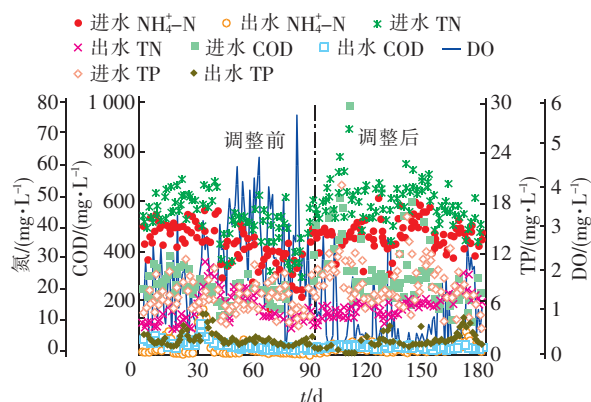 进水 NH₄⁺-N 出水 NH₄⁺-N 进水 TN
出水 TN 进水 COD 出水 COD DO
进水 TP 出水 TP
80 1 000 30 6
70
800 24 5
60
调整前 调整后
50 600 18 4
40
氮/(mg·L⁻¹) COD/(mg·L⁻¹) TP/(mg·L⁻¹) DO/(mg·L⁻¹)
400 12 3
30
20 2
200 6
10 1
0 0 0
0 30 60 90 120 150 180
t/d